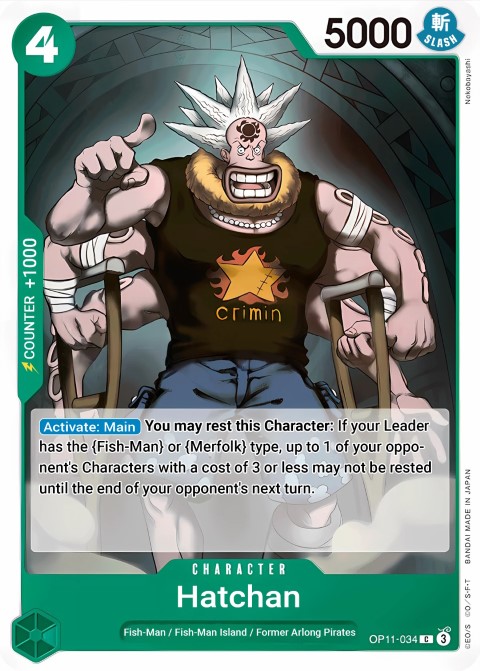 4
5000
斬
SLASH
Nokoboyashi
COUNTER +1000
crimin
Activate: Main You may rest this Character: If your Leader
has the {Fish-Man} or {Merfolk} type, up to 1 of your oppo-
nent's Characters with a cost of 3 or less may not be rested
until the end of your opponent's next turn.
CHARACTER
Hatchan
Fish-Man / Fish-Man Island / Former Arlong Pirates
OP11-034 C 3
©E.O/S ©O/S·F·T BANDAI MADE IN JAPAN